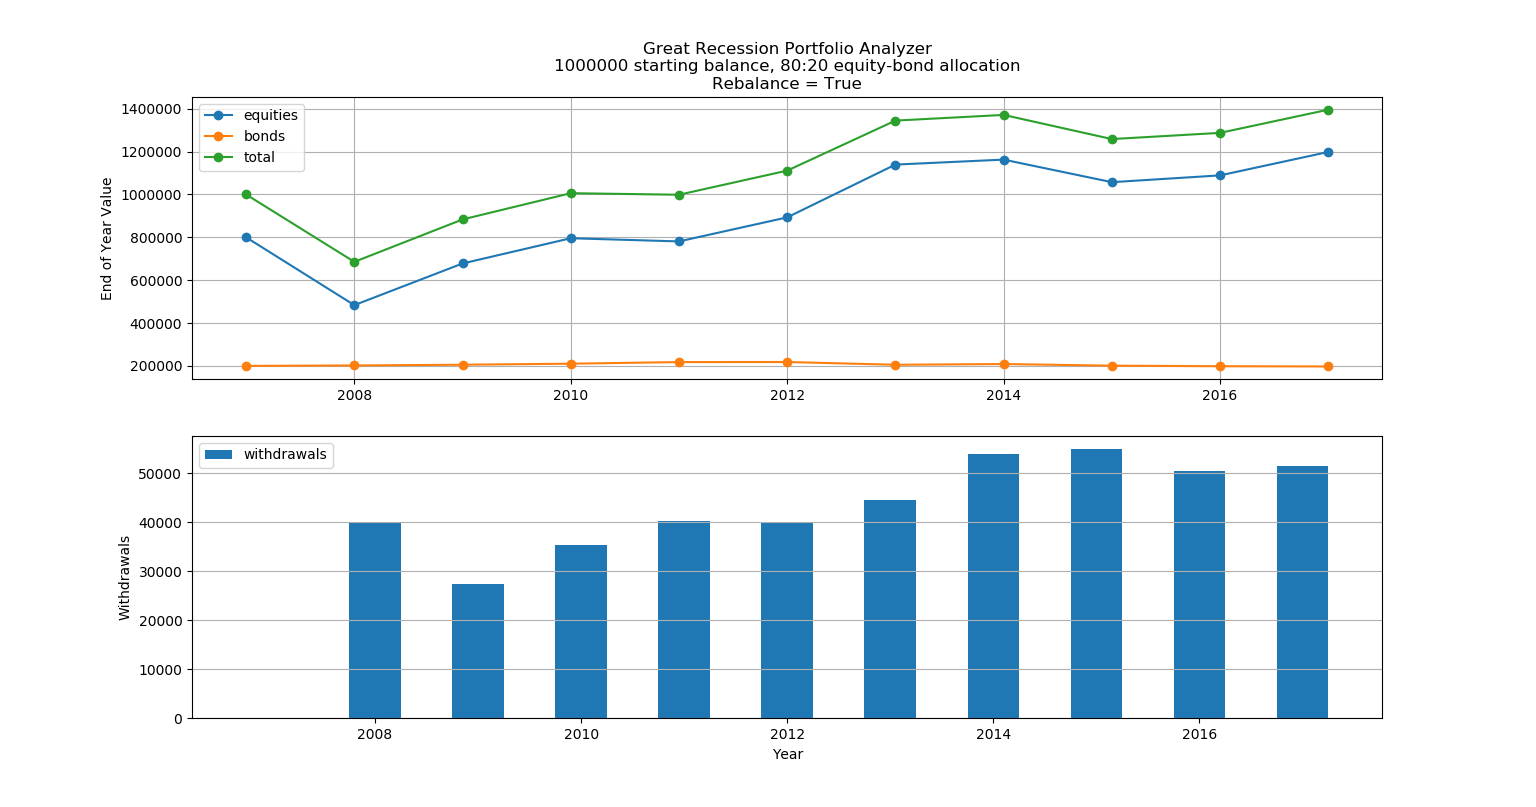 Great Recession Portfolio Analyzer
1000000 starting balance, 80:20 equity-bond allocation
Rebalance = True
equities
bonds
total
End of Year Value
1400000
1200000
1000000
800000
600000
400000
200000
2008 2010 2012 2014 2016
withdrawals
Withdrawals
50000
40000
30000
20000
10000
0
2008 2010 2012 2014 2016
Year